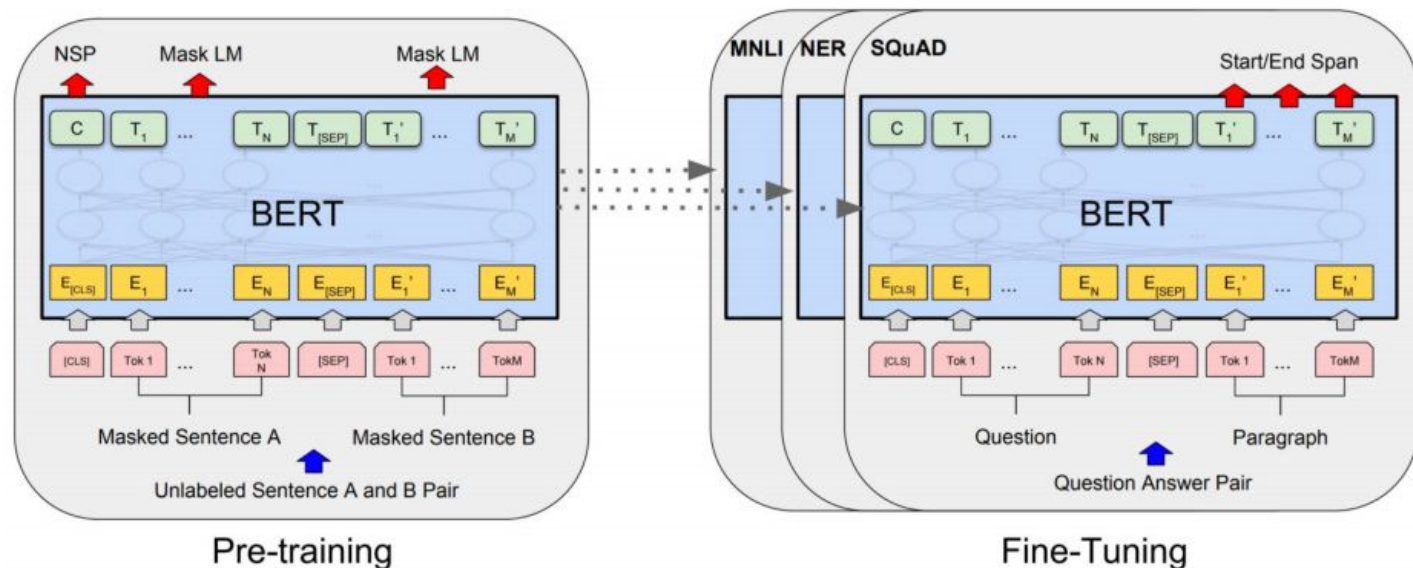 NSP Mask LM Mask LM
C T1 ... TN T[SEP] T1' ... TM'
BERT
E[CLS] E1 ... EN E[SEP] E1' ... EM'
[CLS] Tok 1 ... Tok N [SEP] Tok 1 ... TokM
Masked Sentence A Masked Sentence B
Unlabeled Sentence A and B Pair
Pre-training
MNLI NER SQuAD
Start/End Span
C T1 ... TN T[SEP] T1' ... TM'
BERT
E[CLS] E1 ... EN E[SEP] E1' ... EM'
[CLS] Tok 1 ... Tok N [SEP] Tok 1 ... TokM
Question Paragraph
Question Answer Pair
Fine-Tuning